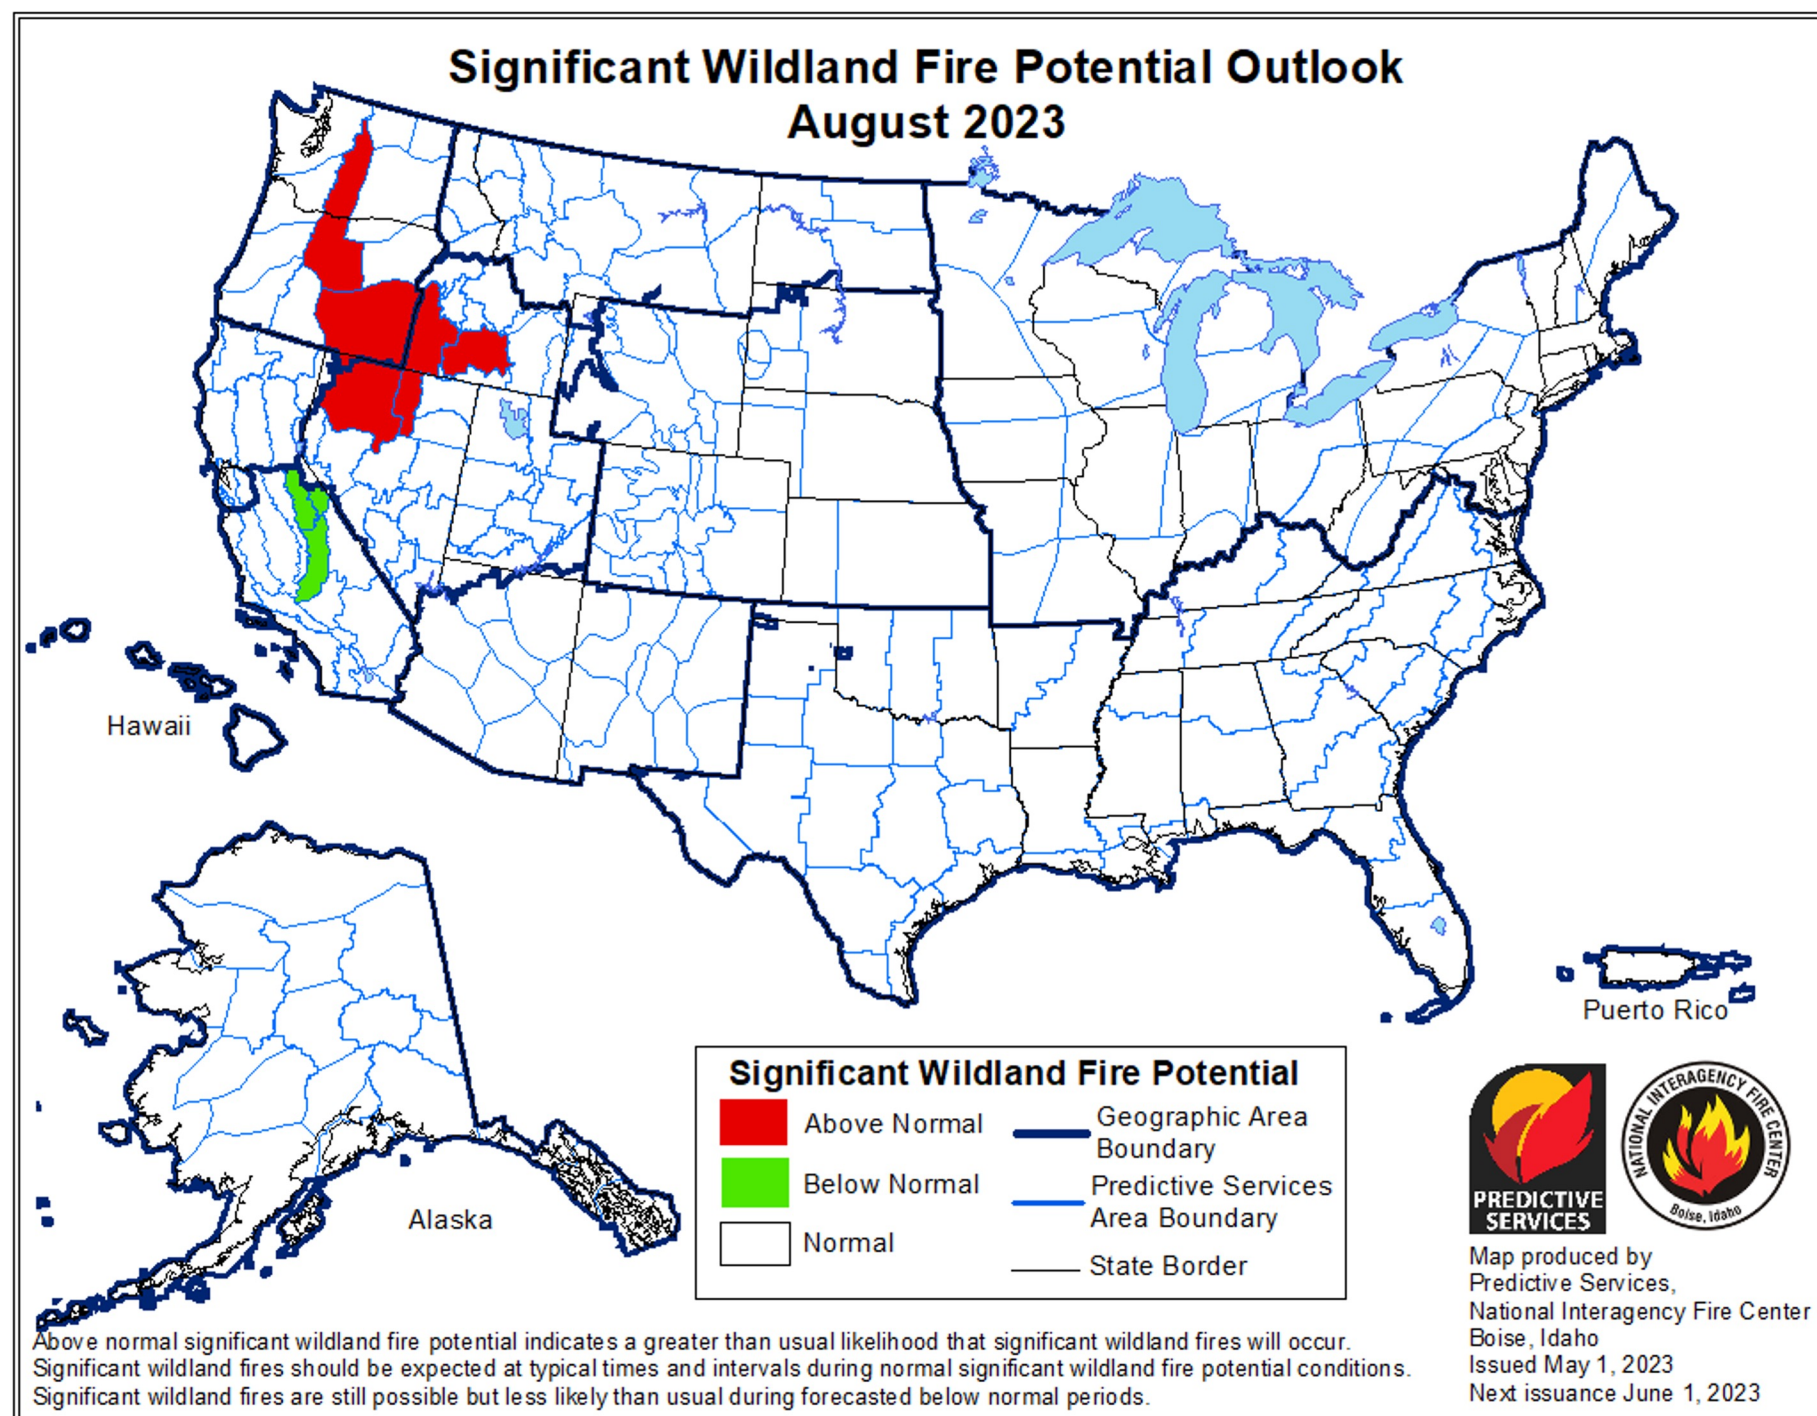 Significant Wildland Fire Potential Outlook
August 2023
Hawaii
Alaska
Puerto Rico
Significant Wildland Fire Potential
Above Normal
Below Normal
Normal
Geographic Area
Boundary
Predictive Services
Area Boundary
State Border
PREDICTIVE
SERVICES
NATIONAL INTERAGENCY FIRE CENTER
Boise, Idaho
Map produced by
Predictive Services,
National Interagency Fire Center
Boise, Idaho
Issued May 1, 2023
Next issuance June 1, 2023
Above normal significant wildland fire potential indicates a greater than usual likelihood that significant wildland fires will occur.
Significant wildland fires should be expected at typical times and intervals during normal significant wildland fire potential conditions.
Significant wildland fires are still possible but less likely than usual during forecasted below normal periods.